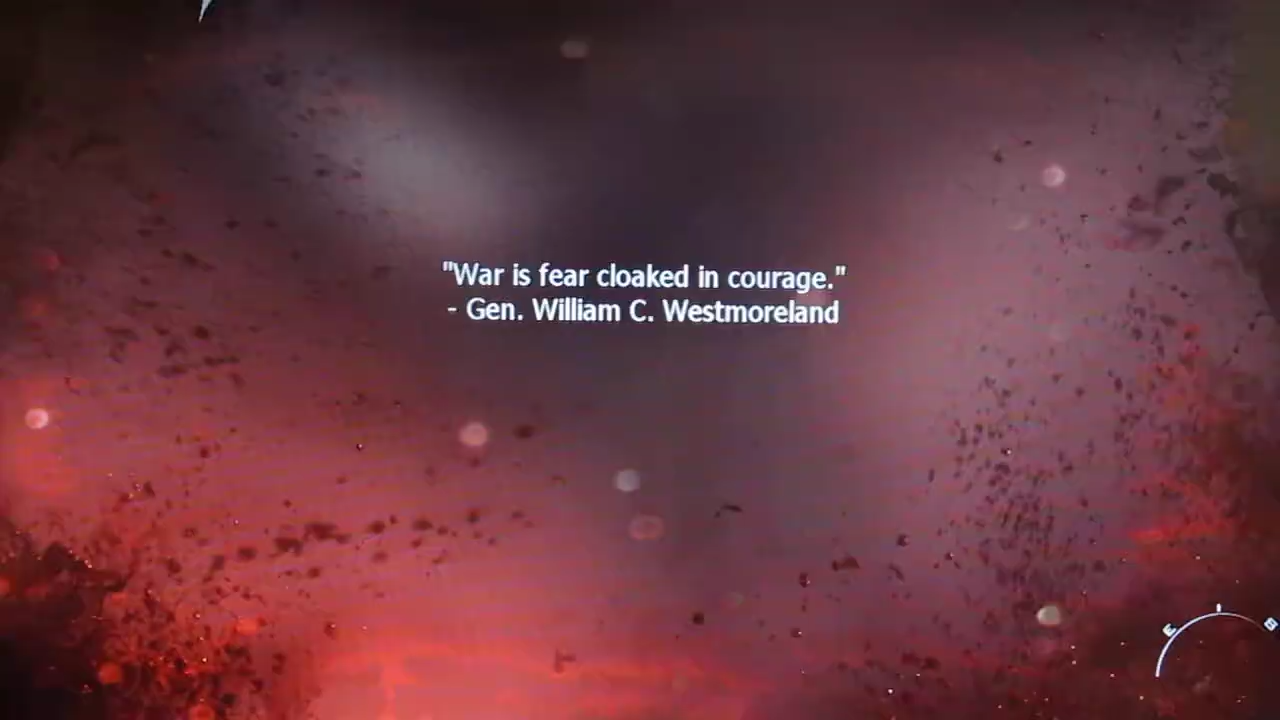 "War is fear cloaked in courage."
- Gen. William C. Westmoreland
E
S